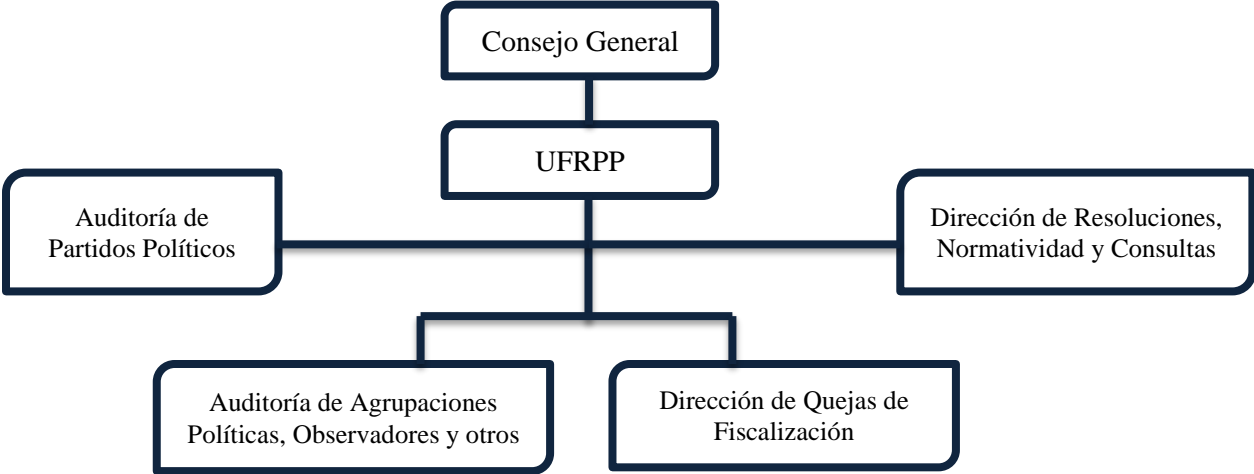 Consejo General
UFRPP
Auditoría de
Partidos Políticos
Dirección de Resoluciones,
Normatividad y Consultas
Auditoría de Agrupaciones
Políticas, Observadores y otros
Dirección de Quejas de
Fiscalización